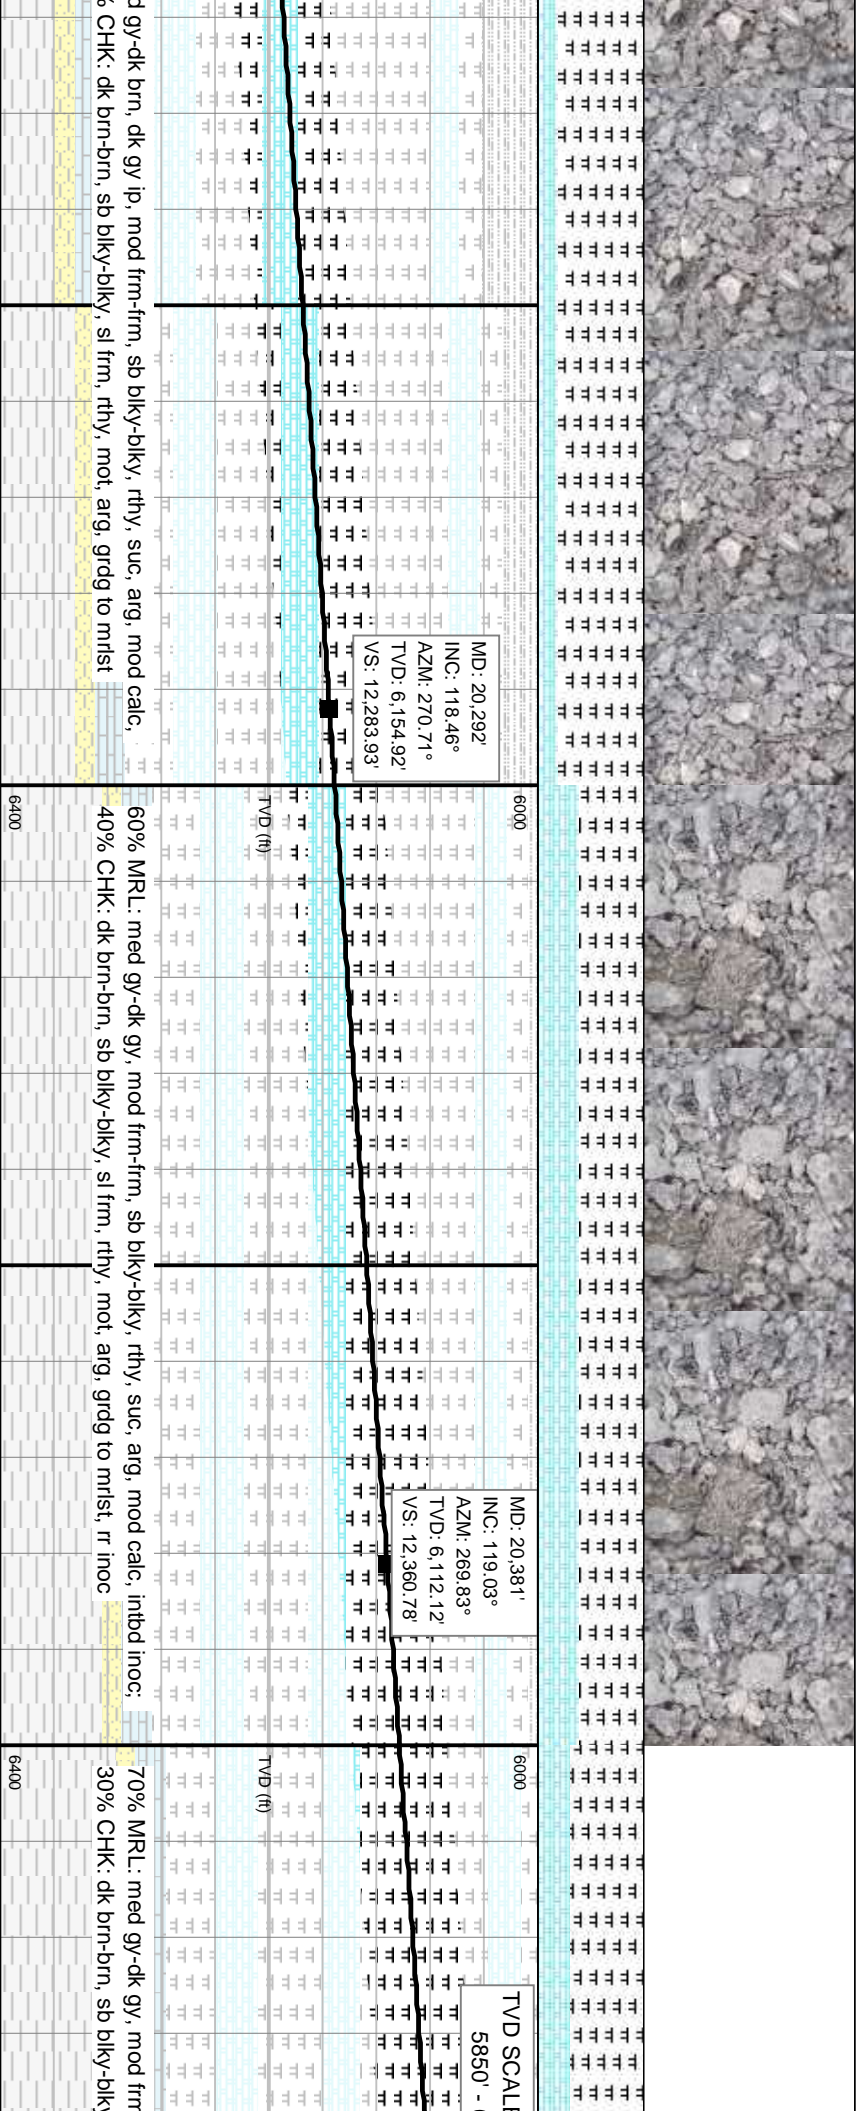 d gy-dk brn, dk gy ip, mod frm-frm, sb blky-blky, rthy, suc, arg, mod calc,
% CHK: dk brn-brn, sb blky-blky, sl frm, rthy, mot, arg, grdg to mrlst
MD: 20,292'
INC: 118.46°
AZM: 270.71°
TVD: 6,154.92'
VS: 12,283.93'
6000
TVD (ft)
6400
60% MRL: med gy-dk gy, mod frm-frm, sb blky-blky, rthy, suc, arg, mod calc, intbd inoc;
40% CHK: dk brn-brn, sb blky-blky, sl frm, rthy, mot, arg, grdg to mrlst, rr inoc
MD: 20,381'
INC: 119.03°
AZM: 269.83°
TVD: 6,112.12'
VS: 12,360.78'
6000
TVD (ft)
6400
70% MRL: med gy-dk gy, mod frm
30% CHK: dk brn-brn, sb blky-blky
TVD SCALE
5850' -